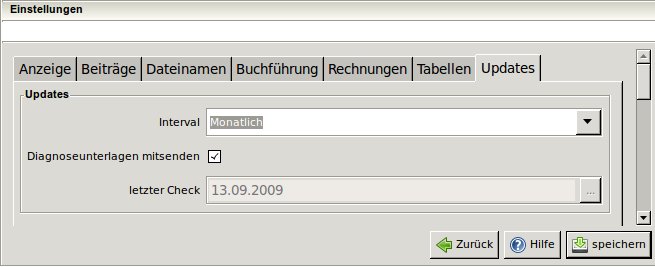 Einstellungen
Anzeige Beiträge Dateinamen Buchführung Rechnungen Tabellen Updates
Updates
Interval Monatlich
Diagnoseunterlagen mitsenden
letzter Check 13.09.2009 ...
Zurück Hilfe speichern